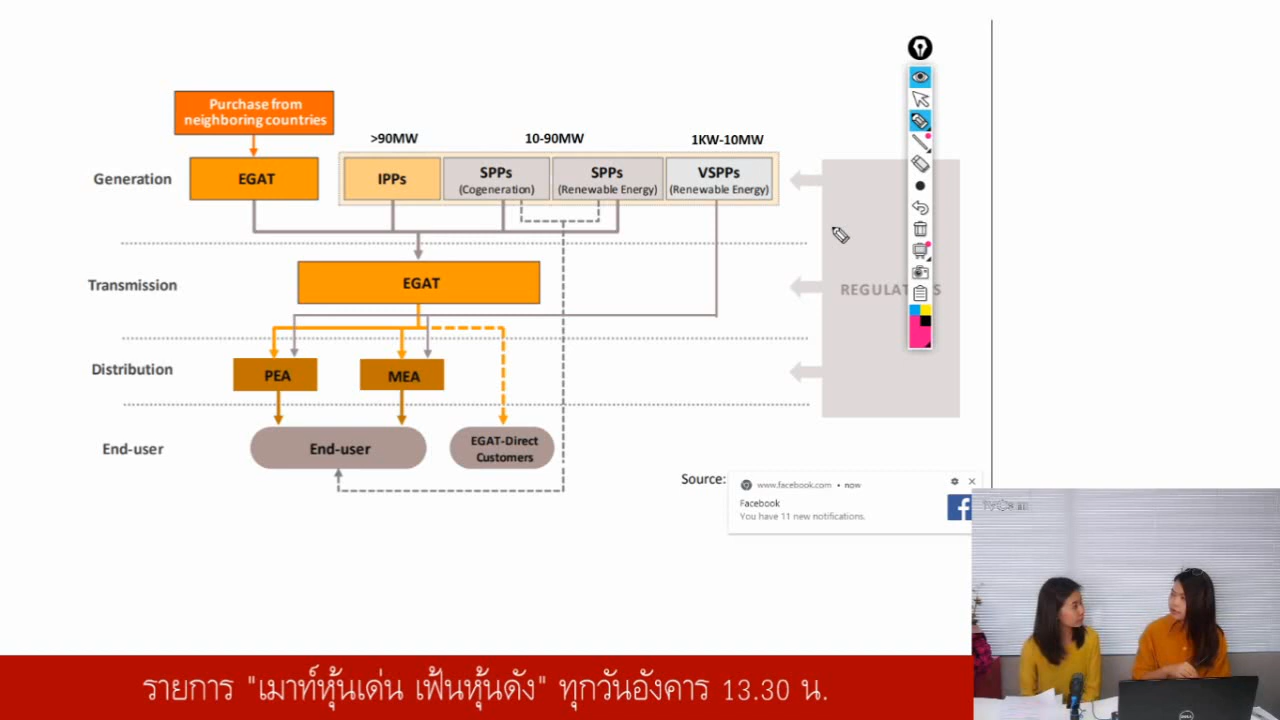 Purchase from
neighboring countries
>90MW
10-90MW
1KW-10MW
Generation
EGAT
IPPs
SPPs
(Cogeneration)
SPPs
(Renewable Energy)
VSPPs
(Renewable Energy)
Transmission
EGAT
Distribution
PEA
MEA
End-user
End-user
EGAT-Direct
Customers
Source:
www.facebook.com • now
Facebook
You have 11 new notifications.
DELL
รายการ "เมาท์หุ้นเด่น เฟ้นหุ้นดัง" ทุกวันอังคาร 13.30 น.